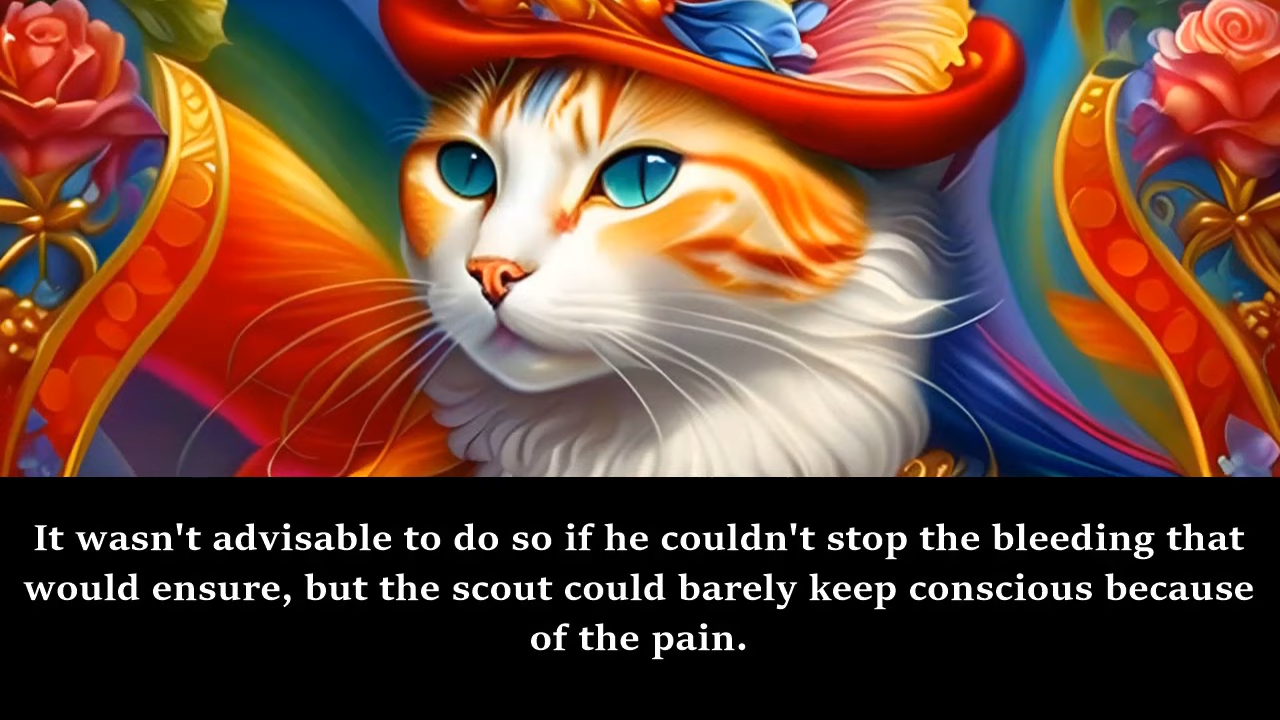 It wasn't advisable to do so if he couldn't stop the bleeding that
would ensure, but the scout could barely keep conscious because
of the pain.